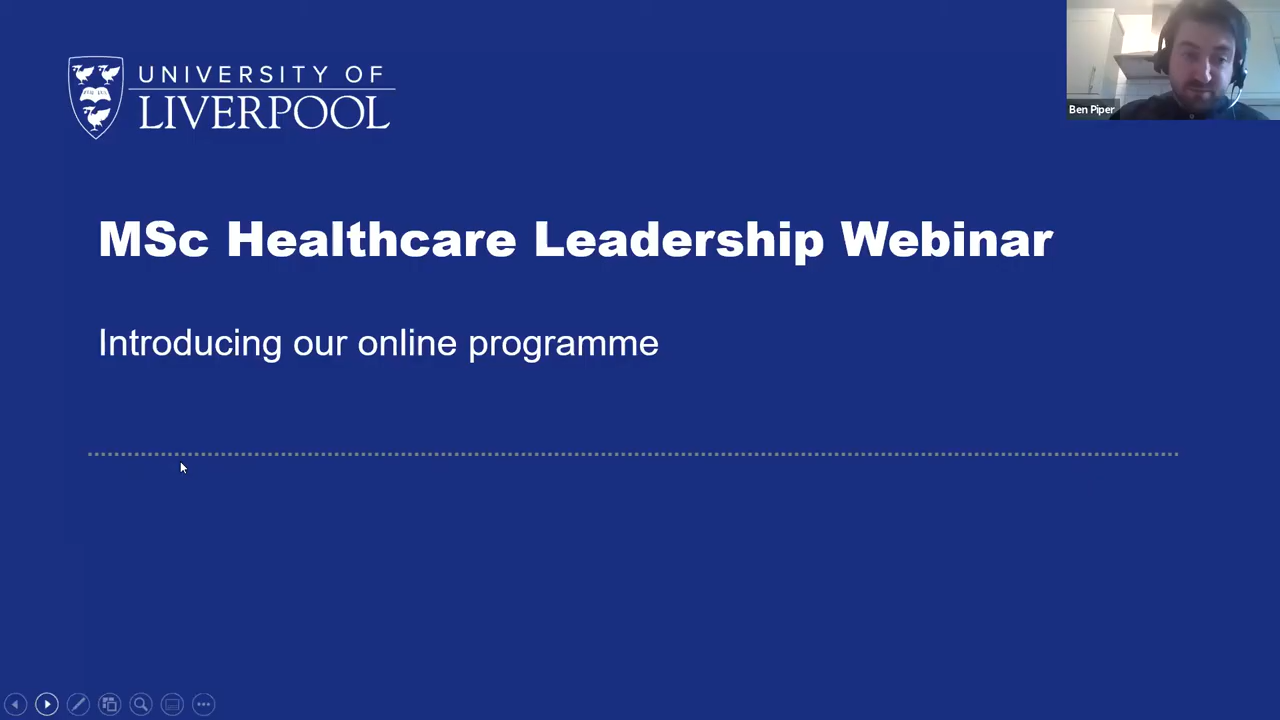 UNIVERSITY OF
LIVERPOOL
Ben Piper
MSc Healthcare Leadership Webinar
Introducing our online programme